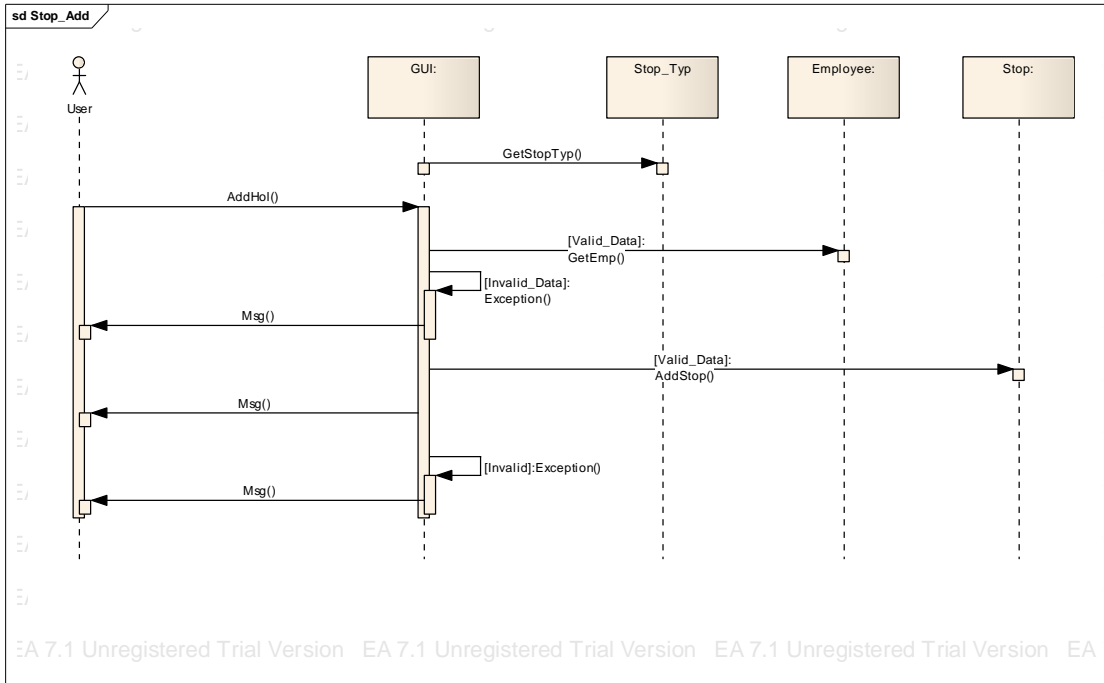 sd Stop_Add
User
GUI:
Stop_Typ
Employee:
Stop:
GetStopTyp()
AddHol()
[Valid_Data]:
GetEmp()
[Invalid_Data]:
Exception()
Msg()
[Valid_Data]:
AddStop()
Msg()
[Invalid]:Exception()
Msg()
EA 7.1 Unregistered Trial Version EA 7.1 Unregistered Trial Version EA 7.1 Unregistered Trial Version EA